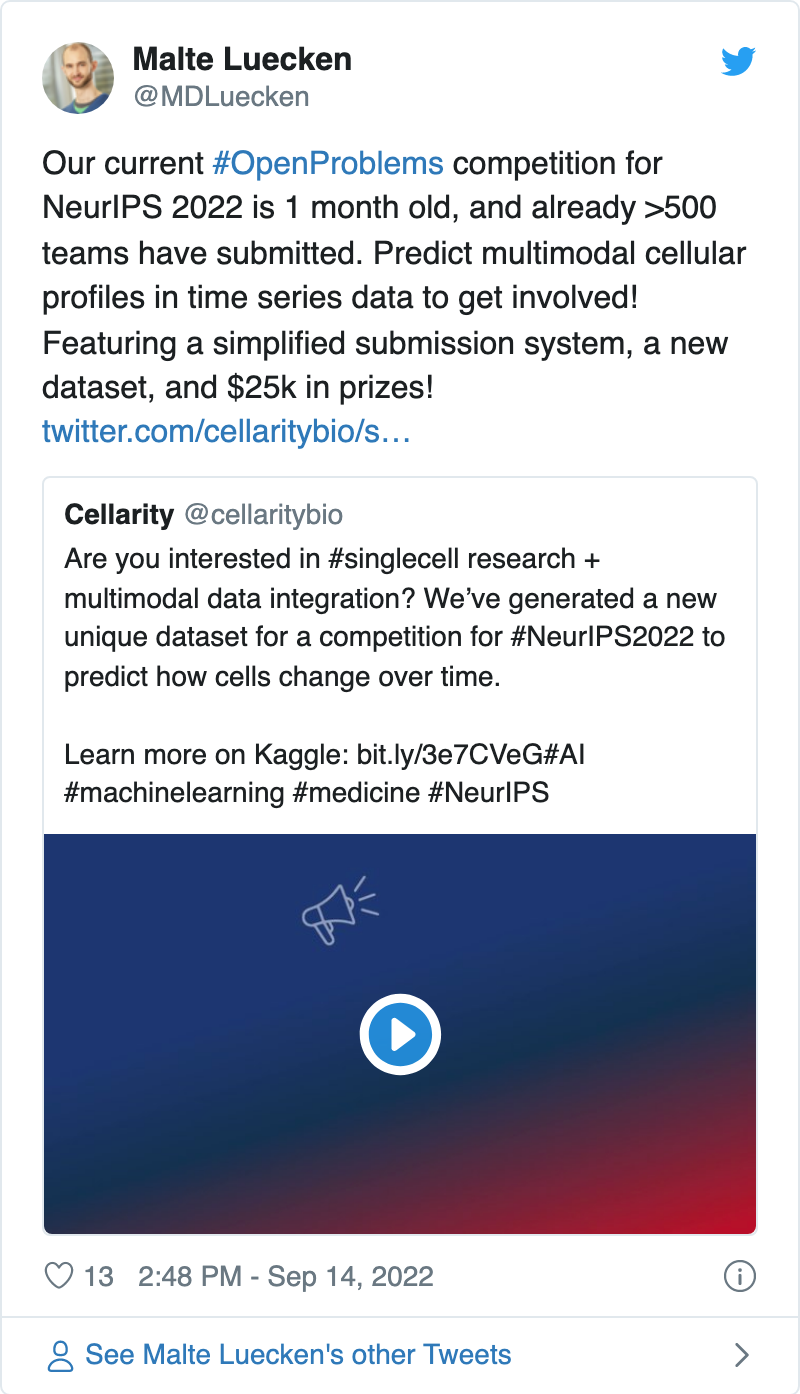 Malte Luecken
@MDLuecken
Our current #OpenProblems competition for
NeurIPS 2022 is 1 month old, and already >500
teams have submitted. Predict multimodal cellular
profiles in time series data to get involved!
Featuring a simplified submission system, a new
dataset, and $25k in prizes!
twitter.com/cellaritybio/s…
Cellarity @cellaritybio
Are you interested in #singlecell research +
multimodal data integration? We’ve generated a new
unique dataset for a competition for #NeurIPS2022 to
predict how cells change over time.
Learn more on Kaggle: bit.ly/3e7CVeG#AI
#machinelearning #medicine #NeurIPS
13 2:48 PM - Sep 14, 2022
See Malte Luecken's other Tweets